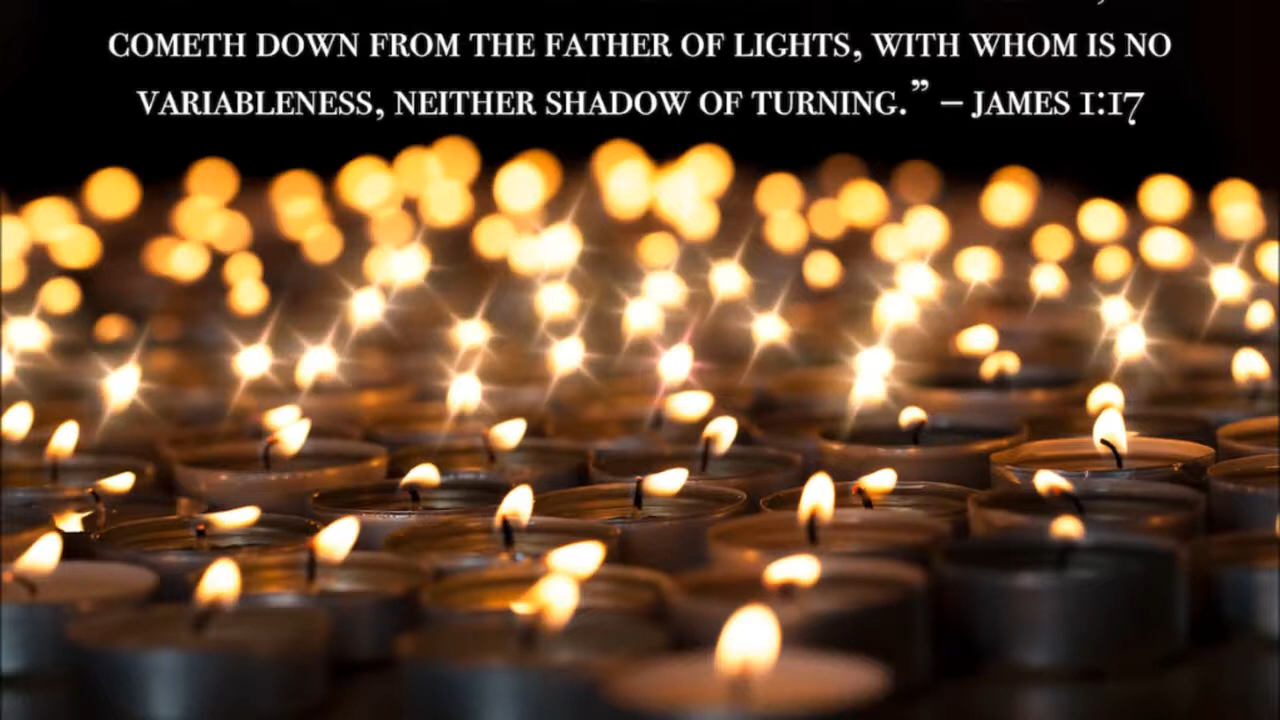 COMETH DOWN FROM THE FATHER OF LIGHTS, WITH WHOM IS NO
VARIABLENESS, NEITHER SHADOW OF TURNING.” – JAMES 1:17